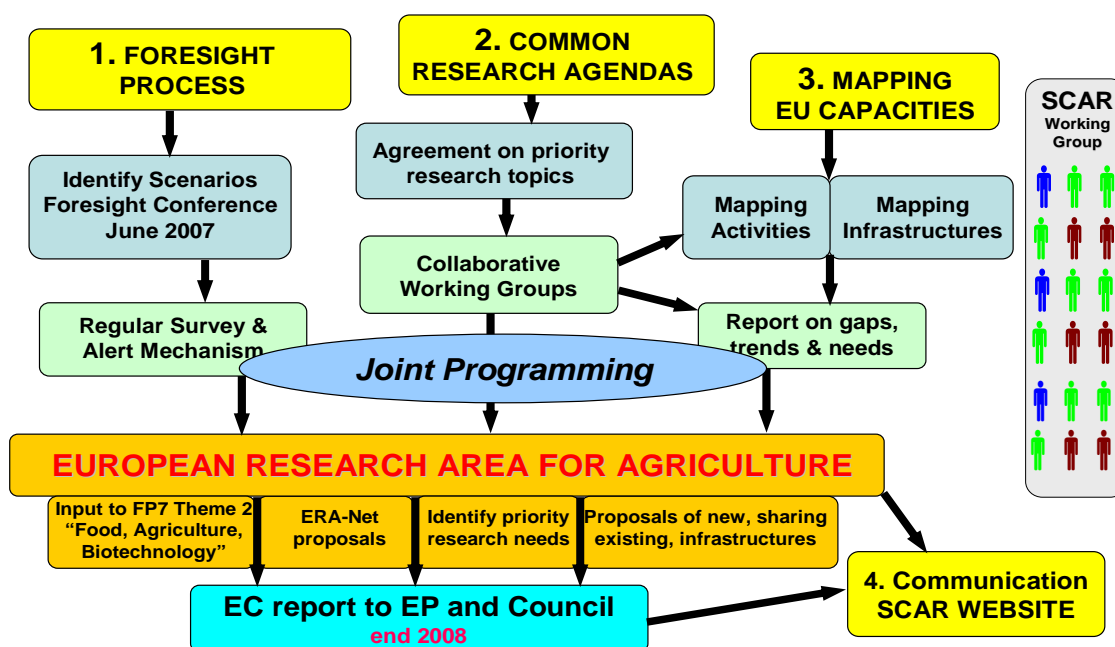 1. FORESIGHT
PROCESS
2. COMMON
RESEARCH AGENDAS
3. MAPPING
EU CAPACITIES
SCAR
Working
Group
Identify Scenarios
Foresight Conference
June 2007
Agreement on priority
research topics
Mapping
Activities
Mapping
Infrastructures
Regular Survey &
Alert Mechanism
Collaborative
Working Groups
Report on gaps,
trends & needs
Joint Programming
EUROPEAN RESEARCH AREA FOR AGRICULTURE
Input to FP7 Theme 2
“Food, Agriculture,
Biotechnology”
ERA-Net
proposals
Identify priority
research needs
Proposals of new, sharing
existing, infrastructures
EC report to EP and Council
end 2008
4. Communication
SCAR WEBSITE